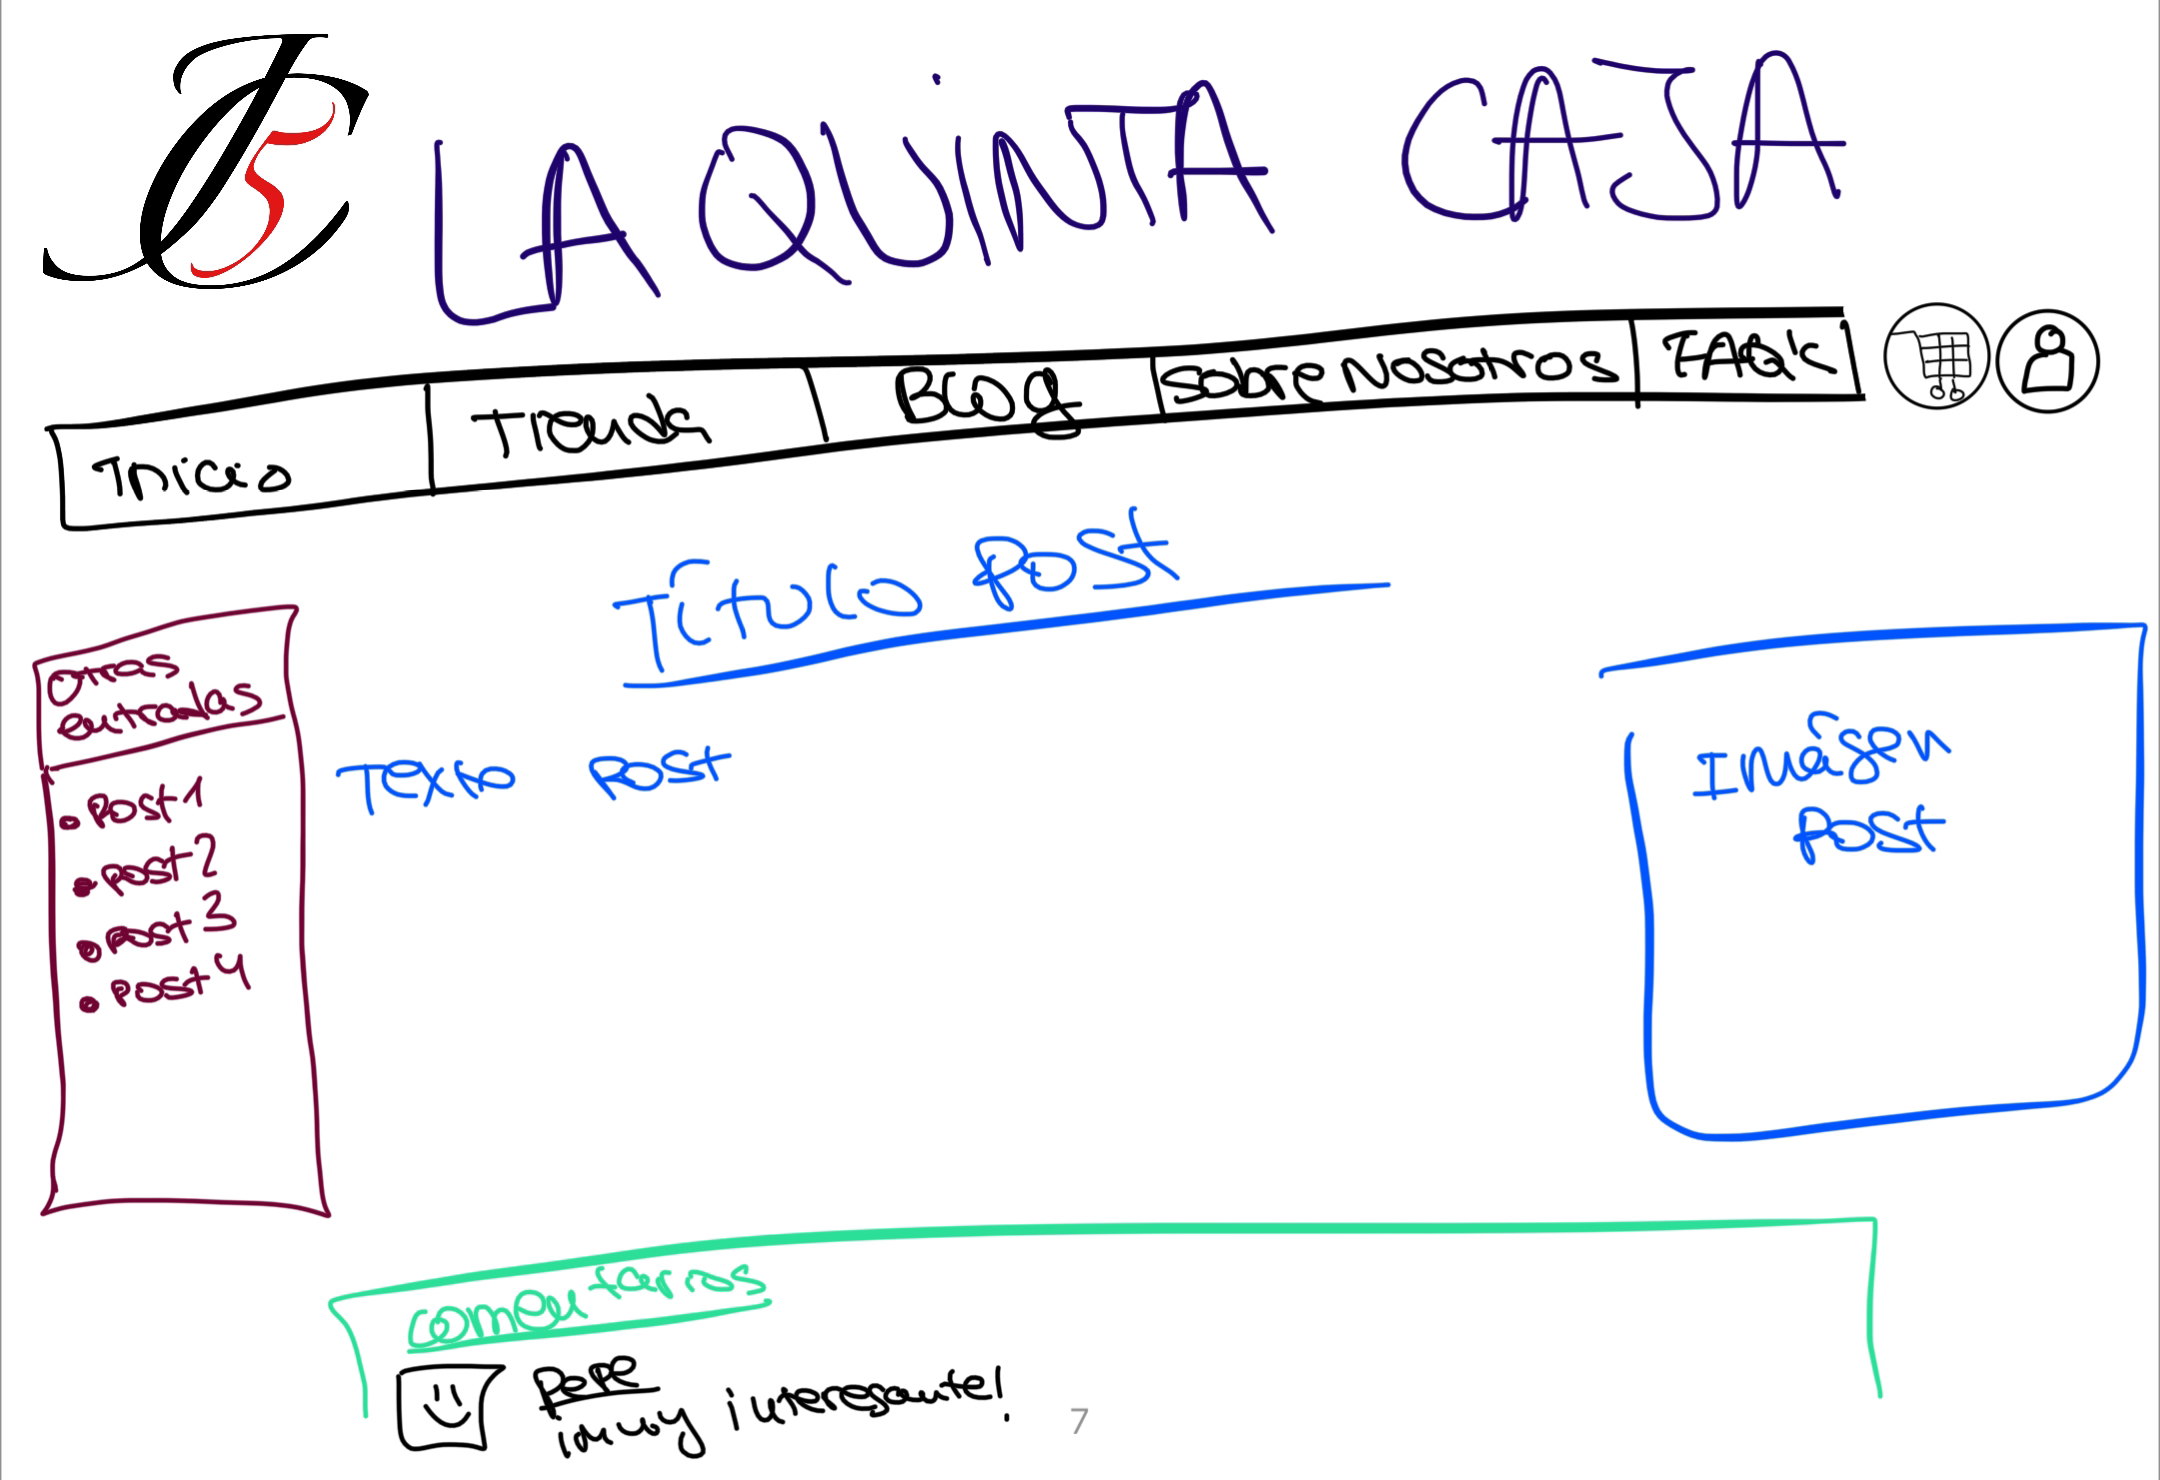 LA QUINTA CAJA
Inicio
Tienda
Blog
Sobre Nosotros
FAQ's
Título Post
Otras
entradas
Post 1
Post 2
Post 3
Post 4
Texto Post
Imágen
Post
Comentarios
Pepe
¡muy interesante!
7